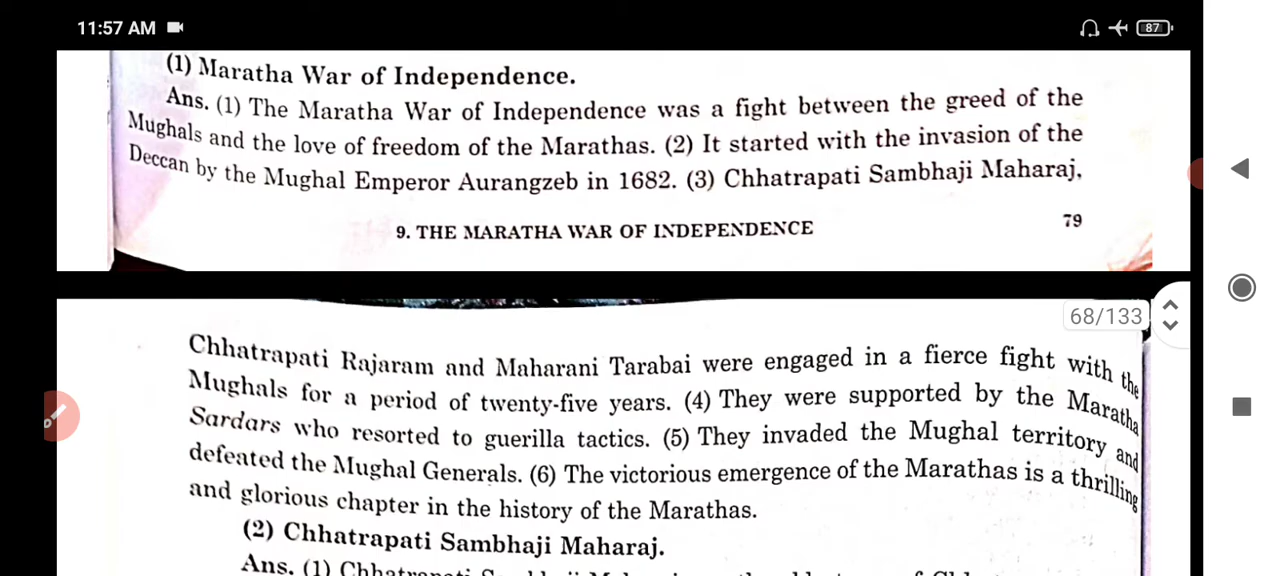 11:57 AM
87
(1) Maratha War of Independence.
Ans. (1) The Maratha War of Independence was a fight between the greed of the
Mughals and the love of freedom of the Marathas. (2) It started with the invasion of the
Deccan by the Mughal Emperor Aurangzeb in 1682. (3) Chhatrapati Sambhaji Maharaj,
9. THE MARATHA WAR OF INDEPENDENCE
79
68/133
Chhatrapati Rajaram and Maharani Tarabai were engaged in a fierce fight with the
Mughals for a period of twenty-five years. (4) They were supported by the Maratha
Sardars who resorted to guerilla tactics. (5) They invaded the Mughal territory and
defeated the Mughal Generals. (6) The victorious emergence of the Marathas is a thrilling
and glorious chapter in the history of the Marathas.
(2) Chhatrapati Sambhaji Maharaj.
Ans. (1)